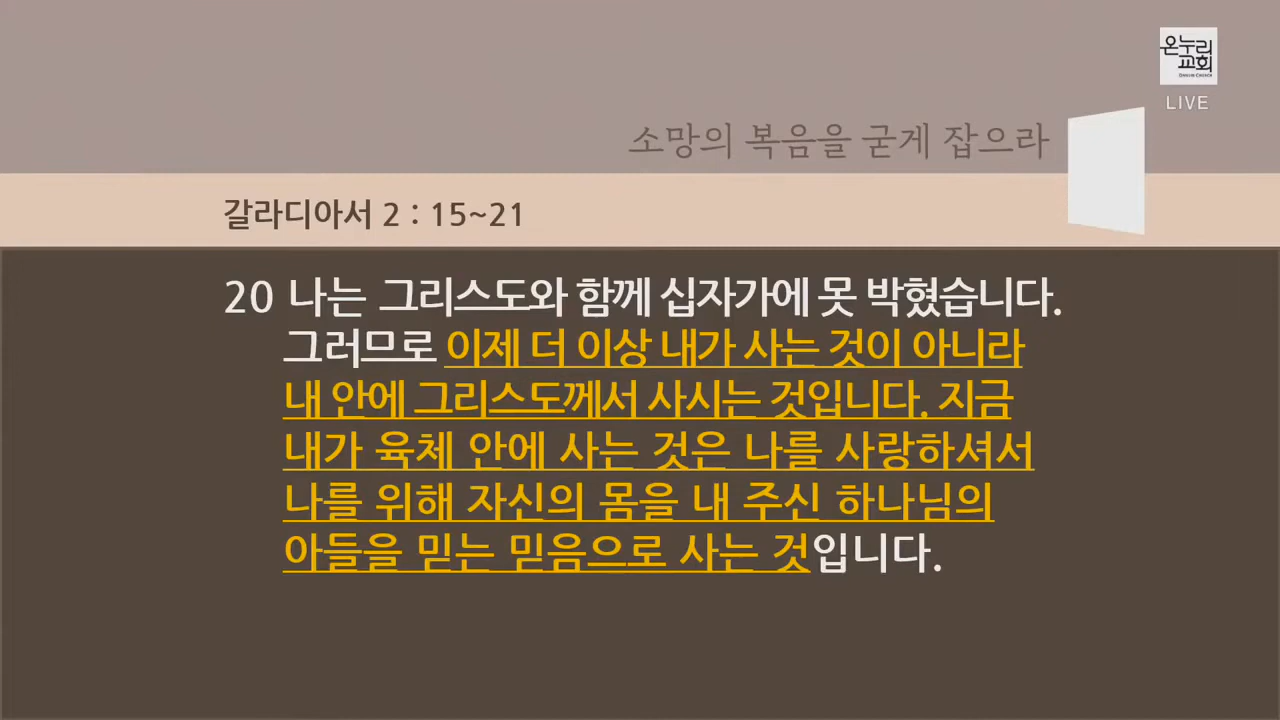 온누리
교회
LIVE
소망의 복음을 굳게 잡으라
갈라디아서 2 : 15~21
20 나는 그리스도와 함께 십자가에 못 박혔습니다.
그러므로 이제 더 이상 내가 사는 것이 아니라
내 안에 그리스도께서 사시는 것입니다. 지금
내가 육체 안에 사는 것은 나를 사랑하셔서
나를 위해 자신의 몸을 내 주신 하나님의
아들을 믿는 믿음으로 사는 것입니다.